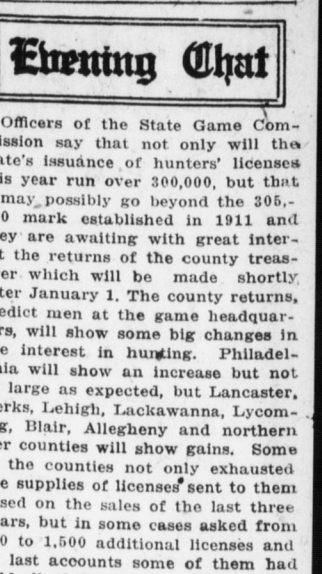 Evening Chat
Officers of the State Game Com-
ission say that not only will the
ate's issuance of hunters' licenses
is year run over 300,000, but that
may possibly go beyond the 305,-
0 mark established in 1911 and
ey are awaiting with great inter-
t the returns of the county treas-
er which will be made shortly
ter January 1. The county returns,
edict men at the game headquar-
rs, will show some big changes in
e interest in hunting. Philadel-
ia will show an increase but not
large as expected, but Lancaster,
erks, Lehigh, Lackawanna, Lycom-
g, Blair, Allegheny and northern
er counties will show gains. Some
the counties not only exhausted
e supplies of licenses sent to them
sed on the sales of the last three
ars, but in some cases asked from
0 to 1,500 additional licenses and
last accounts some of them had